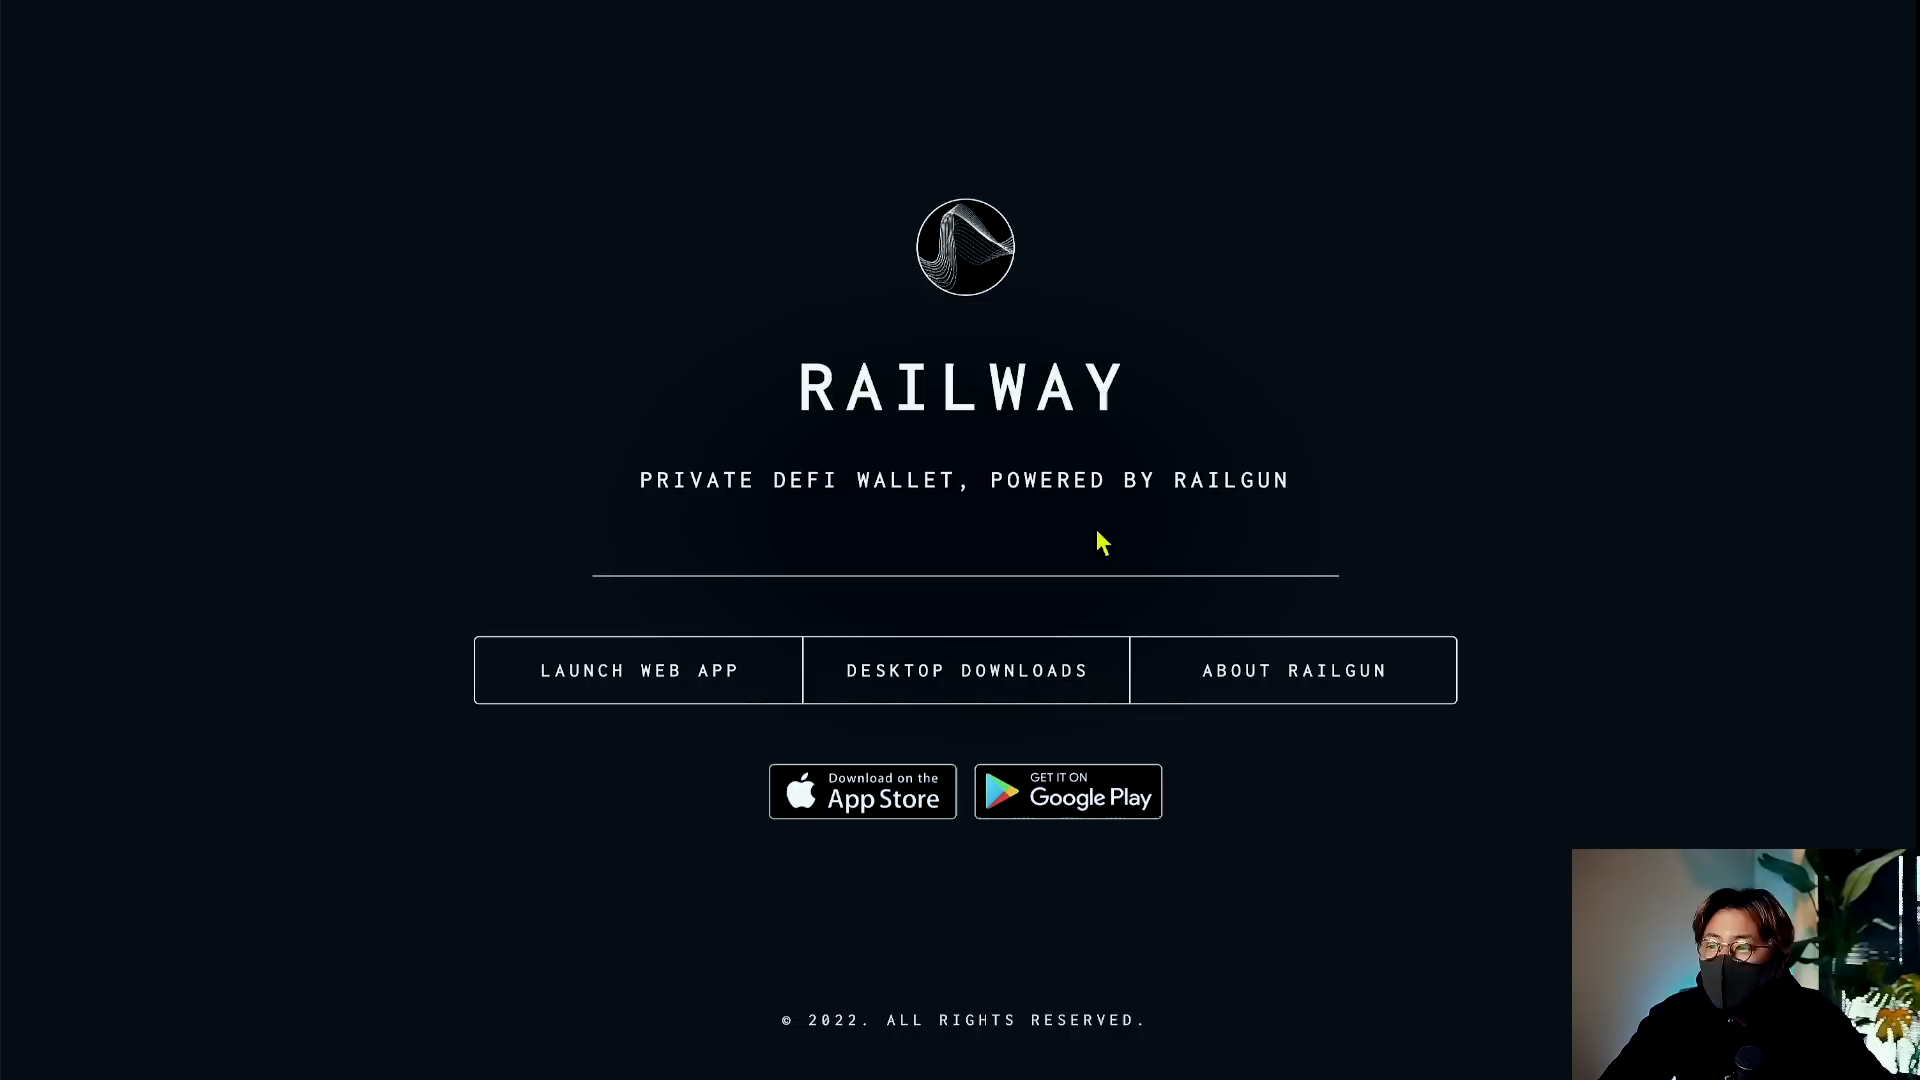 RAILWAY
PRIVATE DEFI WALLET, POWERED BY RAILGUN
LAUNCH WEB APP
DESKTOP DOWNLOADS
ABOUT RAILGUN
Download on the
App Store
GET IT ON
Google Play
© 2022. ALL RIGHTS RESERVED.